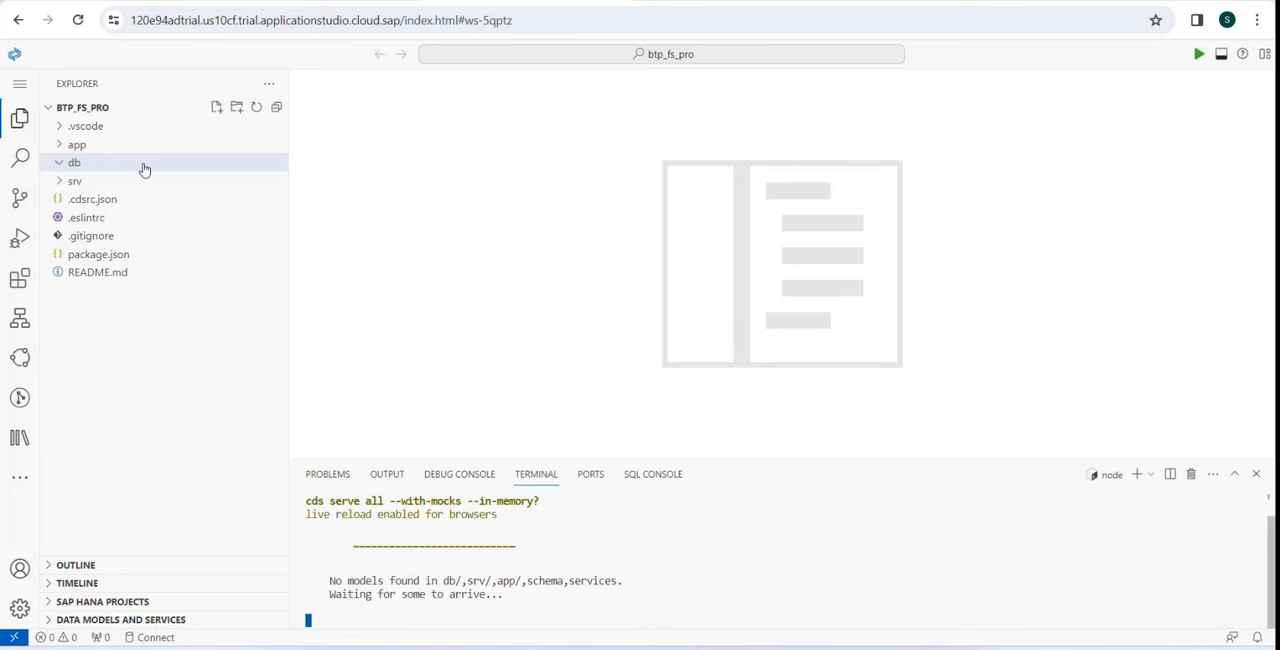 120e94adtrial.us10cf.trial.applicationstudio.cloud.sap/index.html#ws-5qptz
S
btp_fs_pro
EXPLORER
BTP_FS_PRO
.vscode
app
db
srv
.cdsrc.json
.eslintrc
.gitignore
package.json
README.md
OUTLINE
TIMELINE
SAP HANA PROJECTS
DATA MODELS AND SERVICES
PROBLEMS OUTPUT DEBUG CONSOLE TERMINAL PORTS SQL CONSOLE
node
cds serve all --with-mocks --in-memory?
live reload enabled for browsers
___________________________
No models found in db/,srv/,app/,schema,services.
Waiting for some to arrive...
0 0 0 Connect